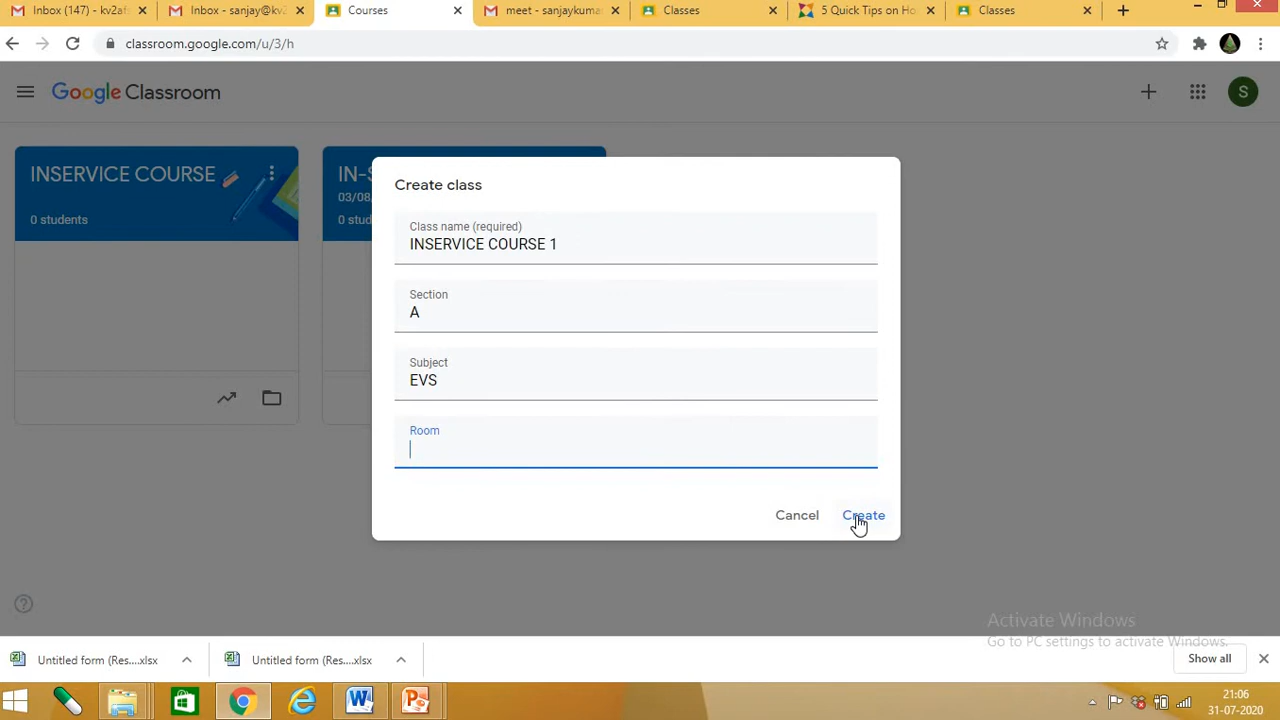 Inbox (147) - kv2af
Inbox - sanjay@kv2
Courses
meet - sanjaykuma
Classes
5 Quick Tips on Ho
Classes
classroom.google.com/u/3/h
Google Classroom
S
INSERVICE COURSE
0 students
IN-S
03/08/
0 stud
Create class
Class name (required)
INSERVICE COURSE 1
Section
A
Subject
EVS
Room
Cancel
Create
Activate Windows
Go to PC settings to activate Windows.
Untitled form (Res....xlsx
Untitled form (Res....xlsx
Show all
21:06
31-07-2020